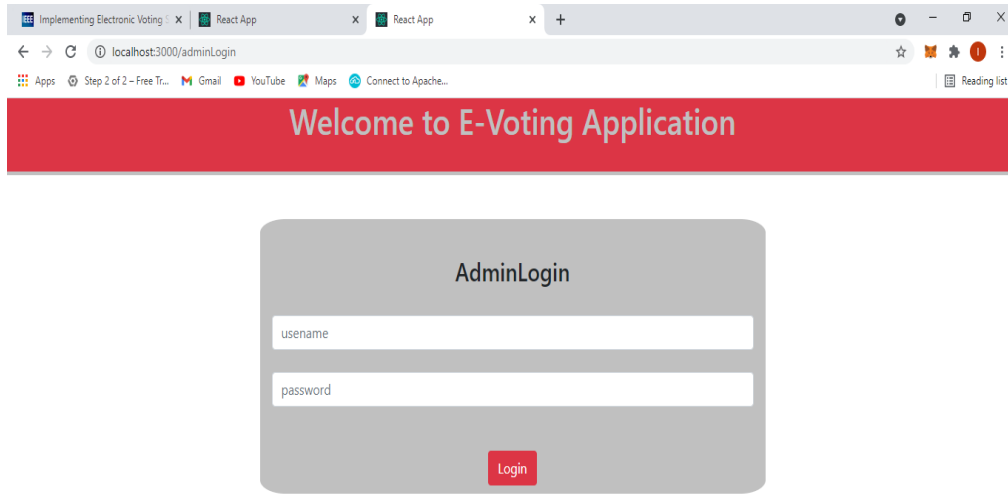 IEEE Implementing Electronic Voting S
React App
React App
localhost:3000/adminLogin
I
Apps Step 2 of 2 – Free Tr... Gmail YouTube Maps Connect to Apache... Reading list
Welcome to E-Voting Application
AdminLogin
usename
password
Login